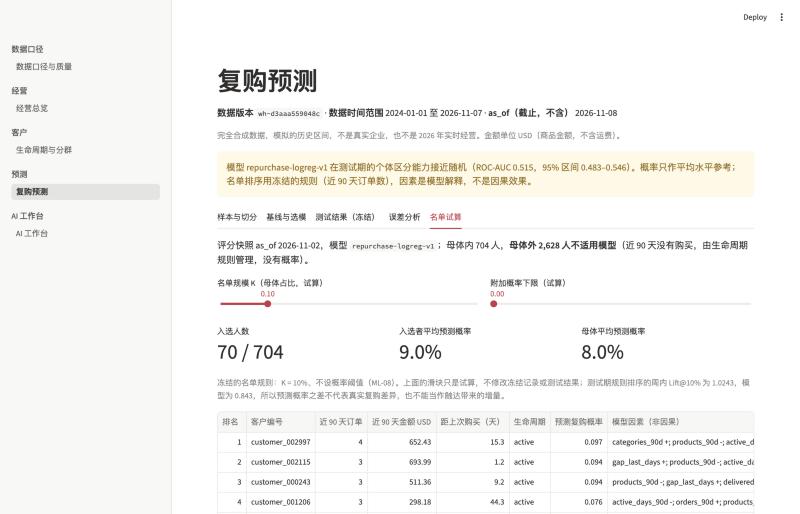 Deploy
数据口径
数据口径与质量
经营
经营总览
客户
生命周期与分群
预测
复购预测
AI 工作台
AI 工作台
复购预测
数据版本 wh-d3aaa559048c · 数据时间范围 2024-01-01 至 2026-11-07 · as_of（截止，不含） 2026-11-08
完全合成数据，模拟的历史区间，不是真实企业，也不是 2026 年实时经营。金额单位 USD（商品金额，不含运费）。
模型 repurchase-logreg-v1 在测试期的个体区分能力接近随机（ROC-AUC 0.515，95% 区间 0.483–0.546）。概率只作平均水平参考；
名单排序用冻结的规则（近 90 天订单数），因素是模型解释，不是因果效果。
样本与切分 基线与选模 测试结果（冻结） 误差分析 名单试算
评分快照 as_of 2026-11-02，模型 repurchase-logreg-v1；母体内 704 人，母体外 2,628 人不适用模型（近 90 天没有购买，由生命周期
规则管理，没有概率）。
名单规模 K（母体占比，试算） 附加概率下限（试算）
0.10 0.00
入选人数 入选者平均预测概率 母体平均预测概率
70 / 704 9.0% 8.0%
冻结的名单规则：K = 10%，不设概率阈值（ML-08）。上面的滑块只是试算，不修改冻结记录或测试结果；测试期规则排序的周内 Lift@10% 为 1.0243，模
型为 0.843，所以预测概率之差不代表真实复购差异，也不能当作触达带来的增量。
排名 客户编号 近 90 天订单 近 90 天金额 USD 距上次购买（天） 生命周期 预测复购概率 模型因素（非因果）
1 customer_002997 4 652.43 15.3 active 0.097 categories_90d +; products_90d -; active_d
2 customer_002115 3 693.99 1.2 active 0.094 gap_last_days +; products_90d -; active_da
3 customer_000243 3 511.36 9.2 active 0.094 products_90d -; gap_last_days +; delivered
4 customer_001206 3 298.18 44.3 active 0.076 active_days_90d -; orders_90d +; products_